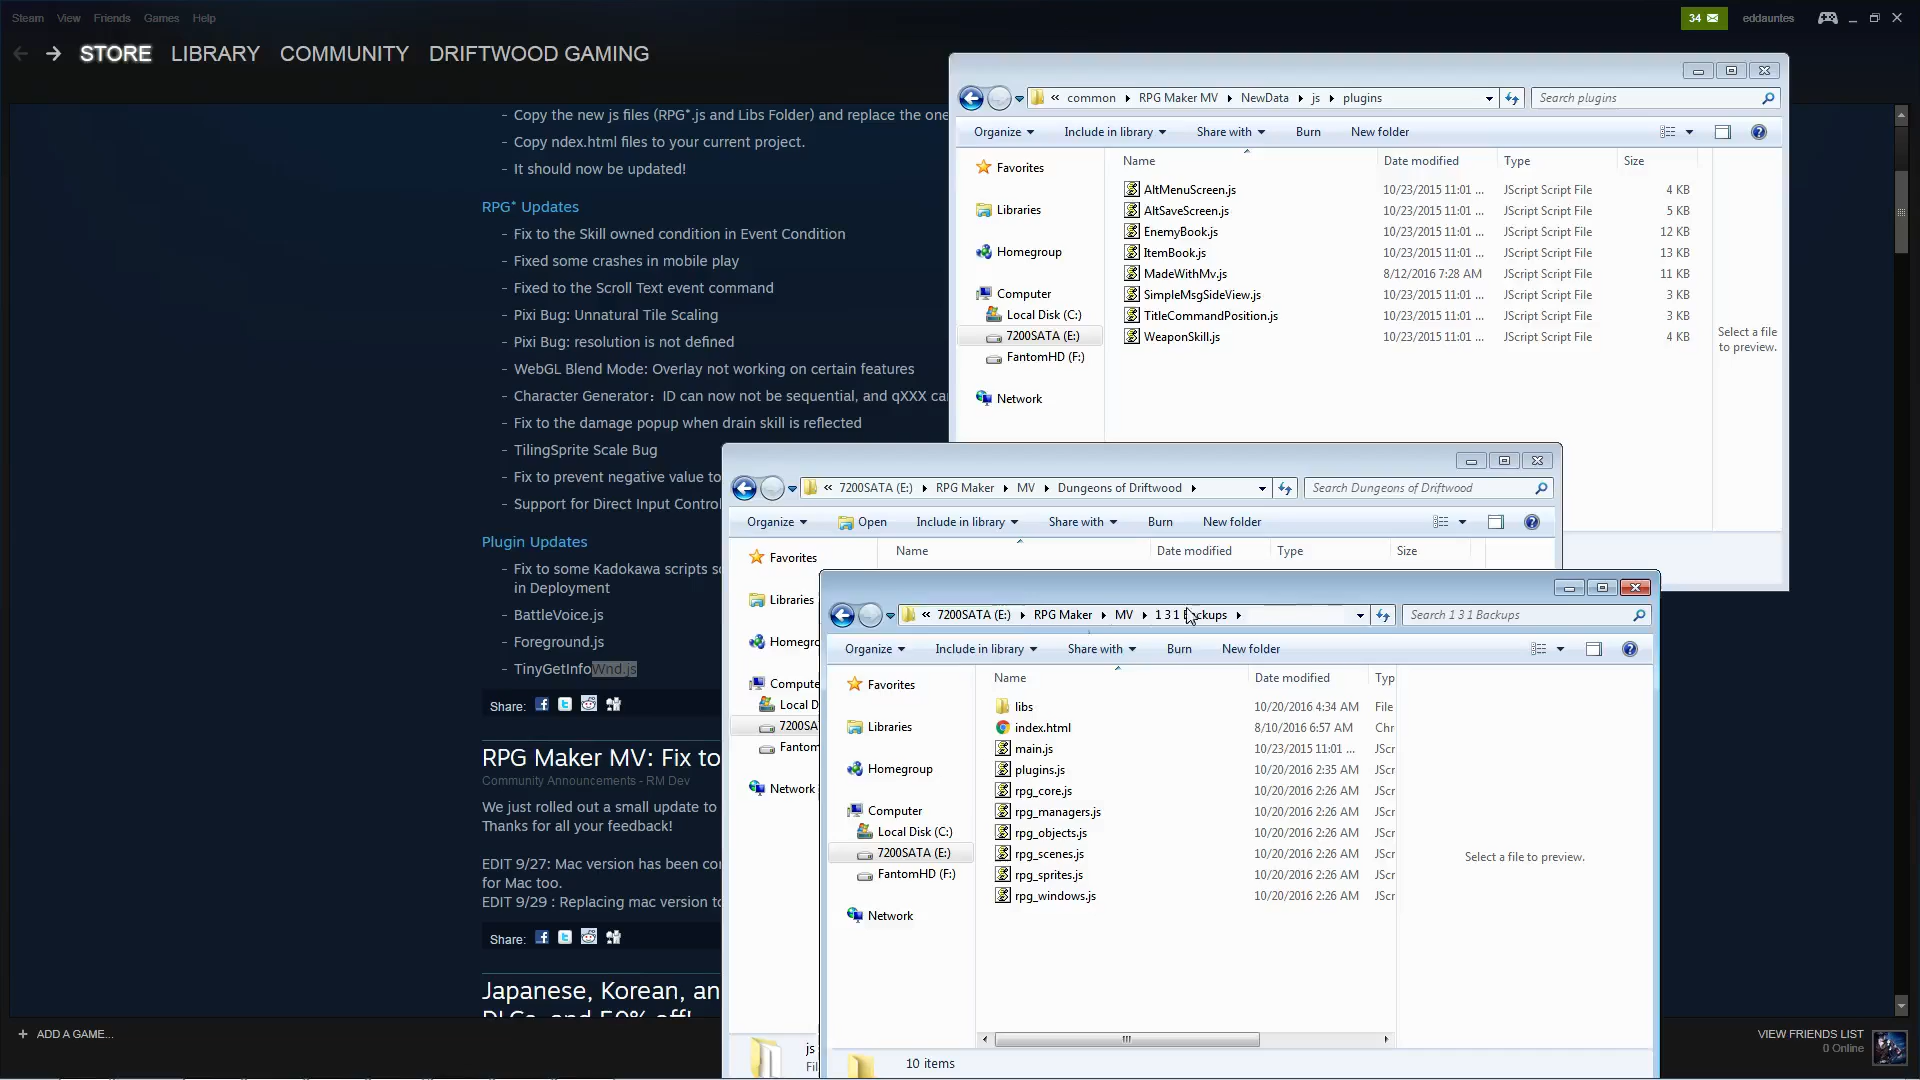 Steam View Friends Games Help
34 eddauntes
STORE LIBRARY COMMUNITY DRIFTWOOD GAMING
- Copy the new js files (RPG*.js and Libs Folder) and replace the one
- Copy ndex.html files to your current project.
- It should now be updated!
RPG* Updates
- Fix to the Skill owned condition in Event Condition
- Fixed some crashes in mobile play
- Fixed to the Scroll Text event command
- Pixi Bug: Unnatural Tile Scaling
- Pixi Bug: resolution is not defined
- WebGL Blend Mode: Overlay not working on certain features
- Character Generator：ID can now not be sequential, and qXXX ca
- Fix to the damage popup when drain skill is reflected
- TilingSprite Scale Bug
- Fix to prevent negative value to
- Support for Direct Input Control
Plugin Updates
- Fix to some Kadokawa scripts
in Deployment
- BattleVoice.js
- Foreground.js
- TinyGetInfoWnd.js
Share:
RPG Maker MV: Fix to
Community Announcements - RM Dev
We just rolled out a small update to
Thanks for all your feedback!
EDIT 9/27: Mac version has been
for Mac too.
EDIT 9/29 : Replacing mac version
Share:
Japanese, Korean, an
DLCs, and 50% off!
+ ADD A GAME...
VIEW FRIENDS LIST
0 Online
« common RPG Maker MV NewData js plugins Search plugins
Organize Include in library Share with Burn New folder
Favorites
Libraries
Homegroup
Computer
Local Disk (C:)
7200SATA (E:)
FantomHD (F:)
Network
Name Date modified Type Size
AltMenuScreen.js 10/23/2015 11:01 ... JScript Script File 4 KB
AltSaveScreen.js 10/23/2015 11:01 ... JScript Script File 5 KB
EnemyBook.js 10/23/2015 11:01 ... JScript Script File 12 KB
ItemBook.js 10/23/2015 11:01 ... JScript Script File 13 KB
MadeWithMv.js 8/12/2016 7:28 AM JScript Script File 11 KB
SimpleMsgSideView.js 10/23/2015 11:01 ... JScript Script File 3 KB
TitleCommandPosition.js 10/23/2015 11:01 ... JScript Script File 3 KB
WeaponSkill.js 10/23/2015 11:01 ... JScript Script File 4 KB
Select a file
to preview.
« 7200SATA (E:) RPG Maker MV Dungeons of Driftwood Search Dungeons of Driftwood
Organize Open Include in library Share with Burn New folder
Favorites
Libraries
Homegr
Compute
Local D
7200SA
Fantom
Network
Name Date modified Type Size
js
Fil
« 7200SATA (E:) RPG Maker MV 1 3 1 Backups Search 1 3 1 Backups
Organize Include in library Share with Burn New folder
Favorites
Libraries
Homegroup
Computer
Local Disk (C:)
7200SATA (E:)
FantomHD (F:)
Network
Name Date modified Typ
libs 10/20/2016 4:34 AM File
index.html 8/10/2016 6:57 AM Chr
main.js 10/23/2015 11:01 ... JScr
plugins.js 10/20/2016 2:35 AM JScr
rpg_core.js 10/20/2016 2:26 AM JScr
rpg_managers.js 10/20/2016 2:26 AM JScr
rpg_objects.js 10/20/2016 2:26 AM JScr
rpg_scenes.js 10/20/2016 2:26 AM JScr
rpg_sprites.js 10/20/2016 2:26 AM JScr
rpg_windows.js 10/20/2016 2:26 AM JScr
Select a file to preview.
10 items